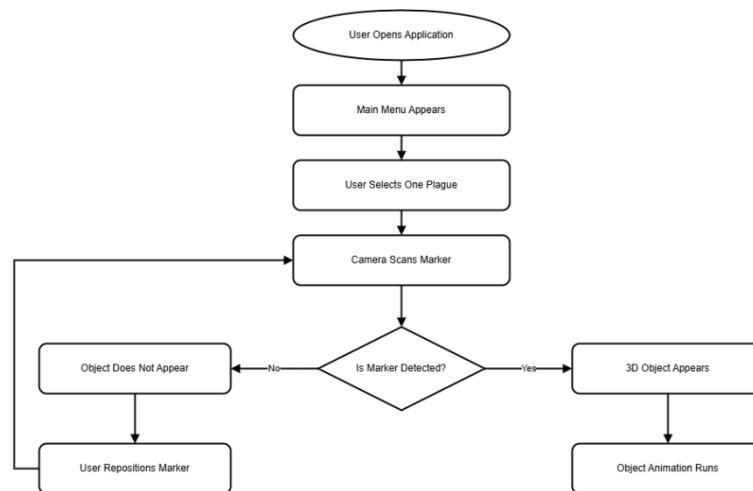 User Opens Application
Main Menu Appears
User Selects One Plague
Camera Scans Marker
Object Does Not Appear
No
Is Marker Detected?
Yes
3D Object Appears
User Repositions Marker
Object Animation Runs